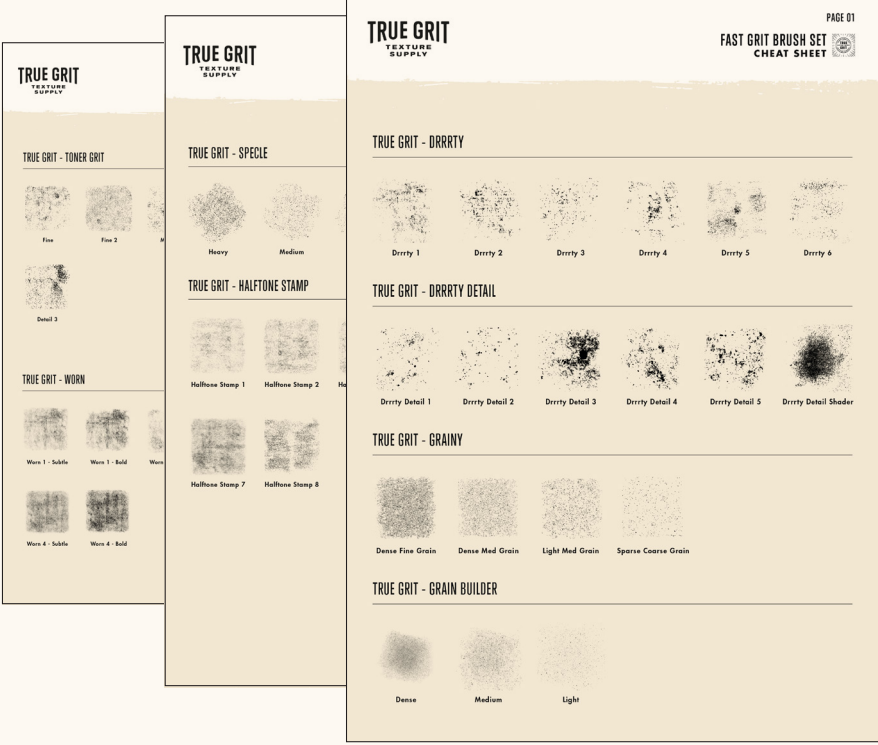 TRUE GRIT
TEXTURE
SUPPLY
TRUE GRIT - TONER GRIT
Fine
Fine 2
M
Detail 3
TRUE GRIT - WORN
Worn 1 - Subtle
Worn 1 - Bold
Worn
Worn 4 - Subtle
Worn 4 - Bold
TRUE GRIT
TEXTURE
SUPPLY
TRUE GRIT - SPECLE
Heavy
Medium
TRUE GRIT - HALFTONE STAMP
Halftone Stamp 1
Halftone Stamp 2
Ha
Halftone Stamp 7
Halftone Stamp 8
TRUE GRIT
TEXTURE
SUPPLY
PAGE 01
FAST GRIT BRUSH SET
CHEAT SHEET
TRUE GRIT - DRRRTY
Drrrty 1
Drrrty 2
Drrrty 3
Drrrty 4
Drrrty 5
Drrrty 6
TRUE GRIT - DRRRTY DETAIL
Drrrty Detail 1
Drrrty Detail 2
Drrrty Detail 3
Drrrty Detail 4
Drrrty Detail 5
Drrrty Detail Shader
TRUE GRIT - GRAINY
Dense Fine Grain
Dense Med Grain
Light Med Grain
Sparse Coarse Grain
TRUE GRIT - GRAIN BUILDER
Dense
Medium
Light